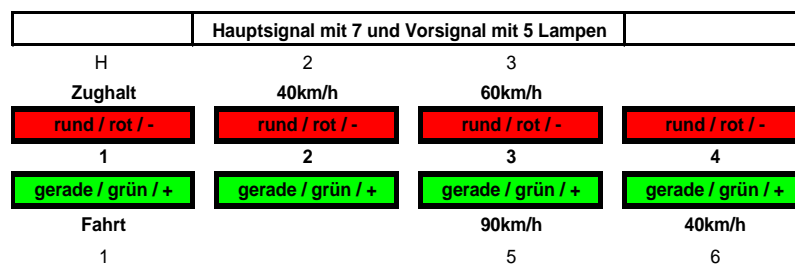 Hauptsignal mit 7 und Vorsignal mit 5 Lampen
H 2 3
Zughalt 40km/h 60km/h
rund / rot / - rund / rot / - rund / rot / - rund / rot / -
1 2 3 4
gerade / grün / + gerade / grün / + gerade / grün / + gerade / grün / +
Fahrt 90km/h 40km/h
1 5 6